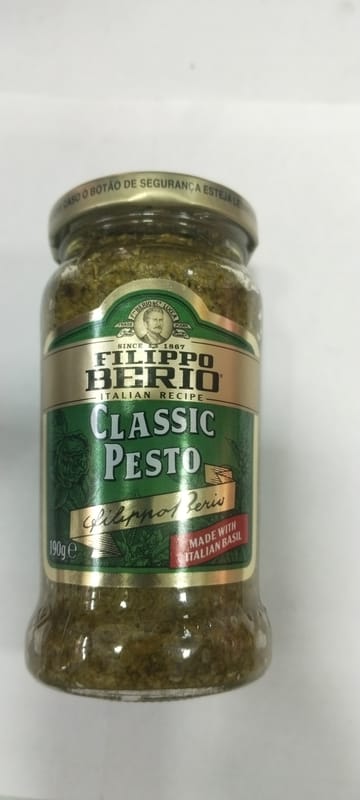 CASO O BOTÃO DE SEGURANÇA ESTEJA
SINCE 1867
FILIPPO
BERIO
ITALIAN RECIPE
CLASSIC
PESTO
Filippo Berio
190g e
MADE WITH
ITALIAN BASIL